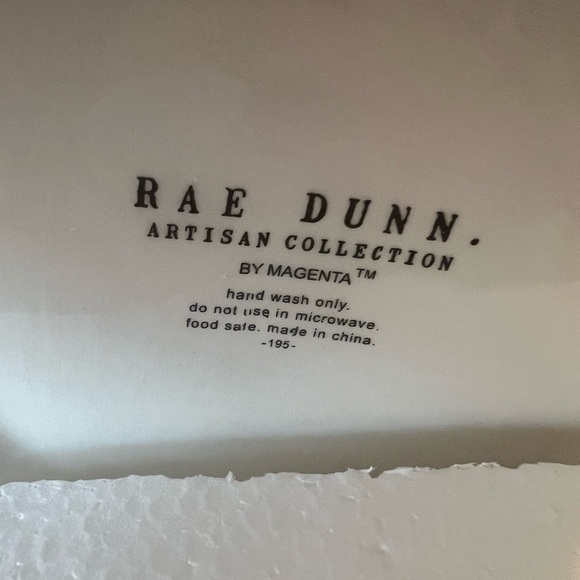 RAE DUNN.
ARTISAN COLLECTION
BY MAGENTA™
hand wash only.
do not use in microwave.
food safe. made in china.
-195-